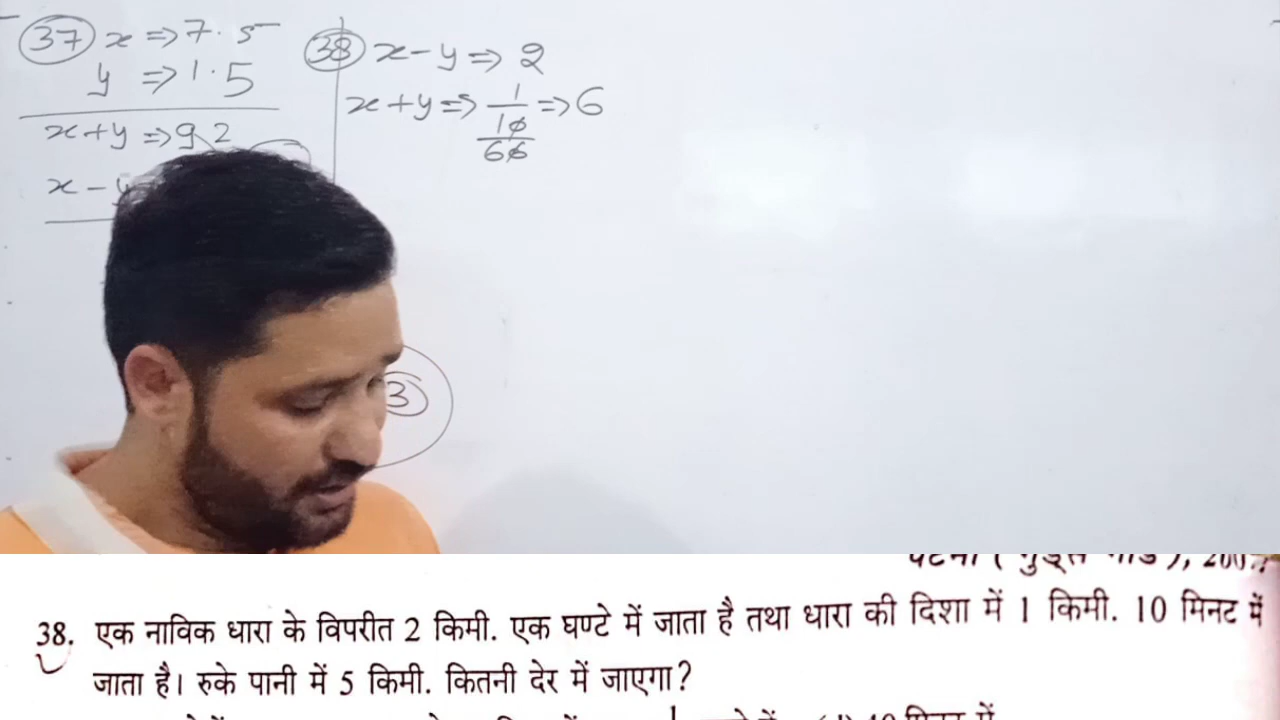 37 x ⇒ 7.5
y ⇒ 1.5
x+y ⇒ 9 2
x-
38 x-y ⇒ 2
x+y ⇒ 1/(10/60) ⇒ 6
3
38. एक नाविक धारा के विपरीत 2 किमी. एक घण्टे में जाता है तथा धारा की दिशा में 1 किमी. 10 मिनट में
जाता है। रुके पानी में 5 किमी. कितनी देर में जाएगा?